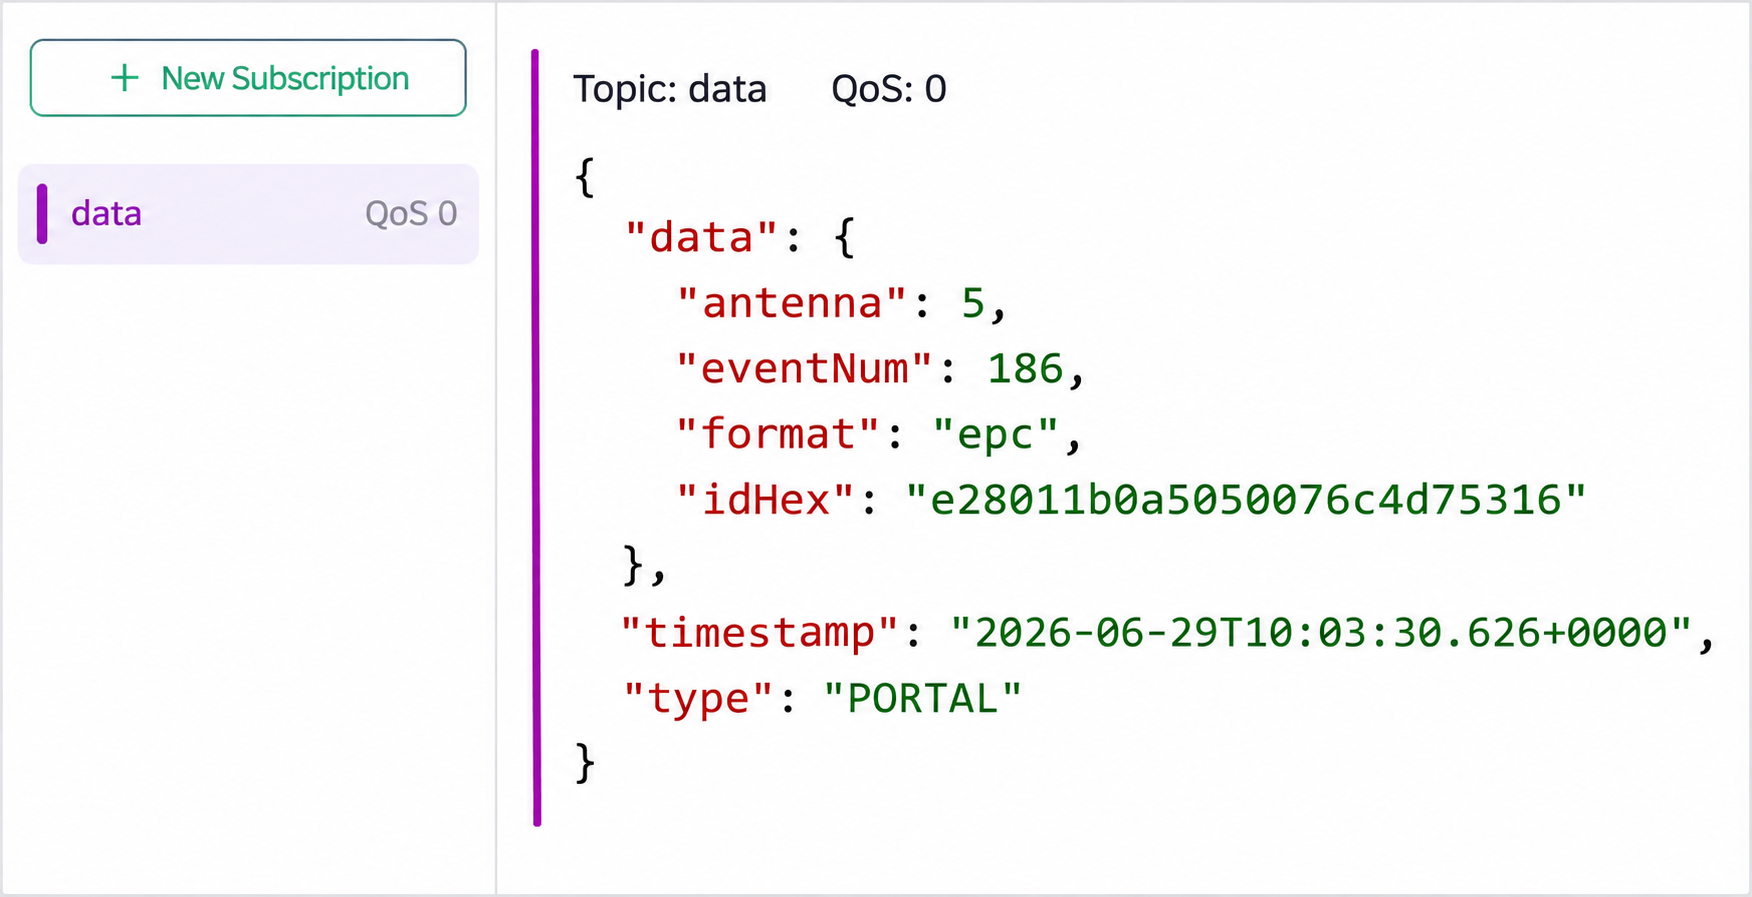 + New Subscription
data QoS 0
Topic: data QoS: 0
{
"data": {
"antenna": 5,
"eventNum": 186,
"format": "epc",
"idHex": "e28011b0a5050076c4d75316"
},
"timestamp": "2026-06-29T10:03:30.626+0000",
"type": "PORTAL"
}